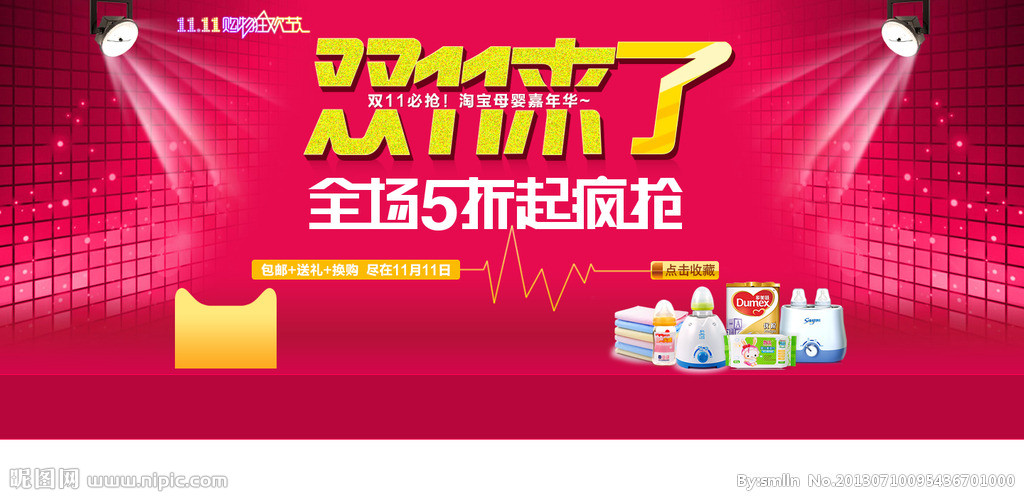 11.11购物狂欢节
双11来了
双11必抢！淘宝母婴嘉年华~
全场5折起疯抢
包邮+送礼+换购 尽在11月11日
点击收藏
Dumex
昵图网 www.nipic.com
By:smlln No.20130710095436701000